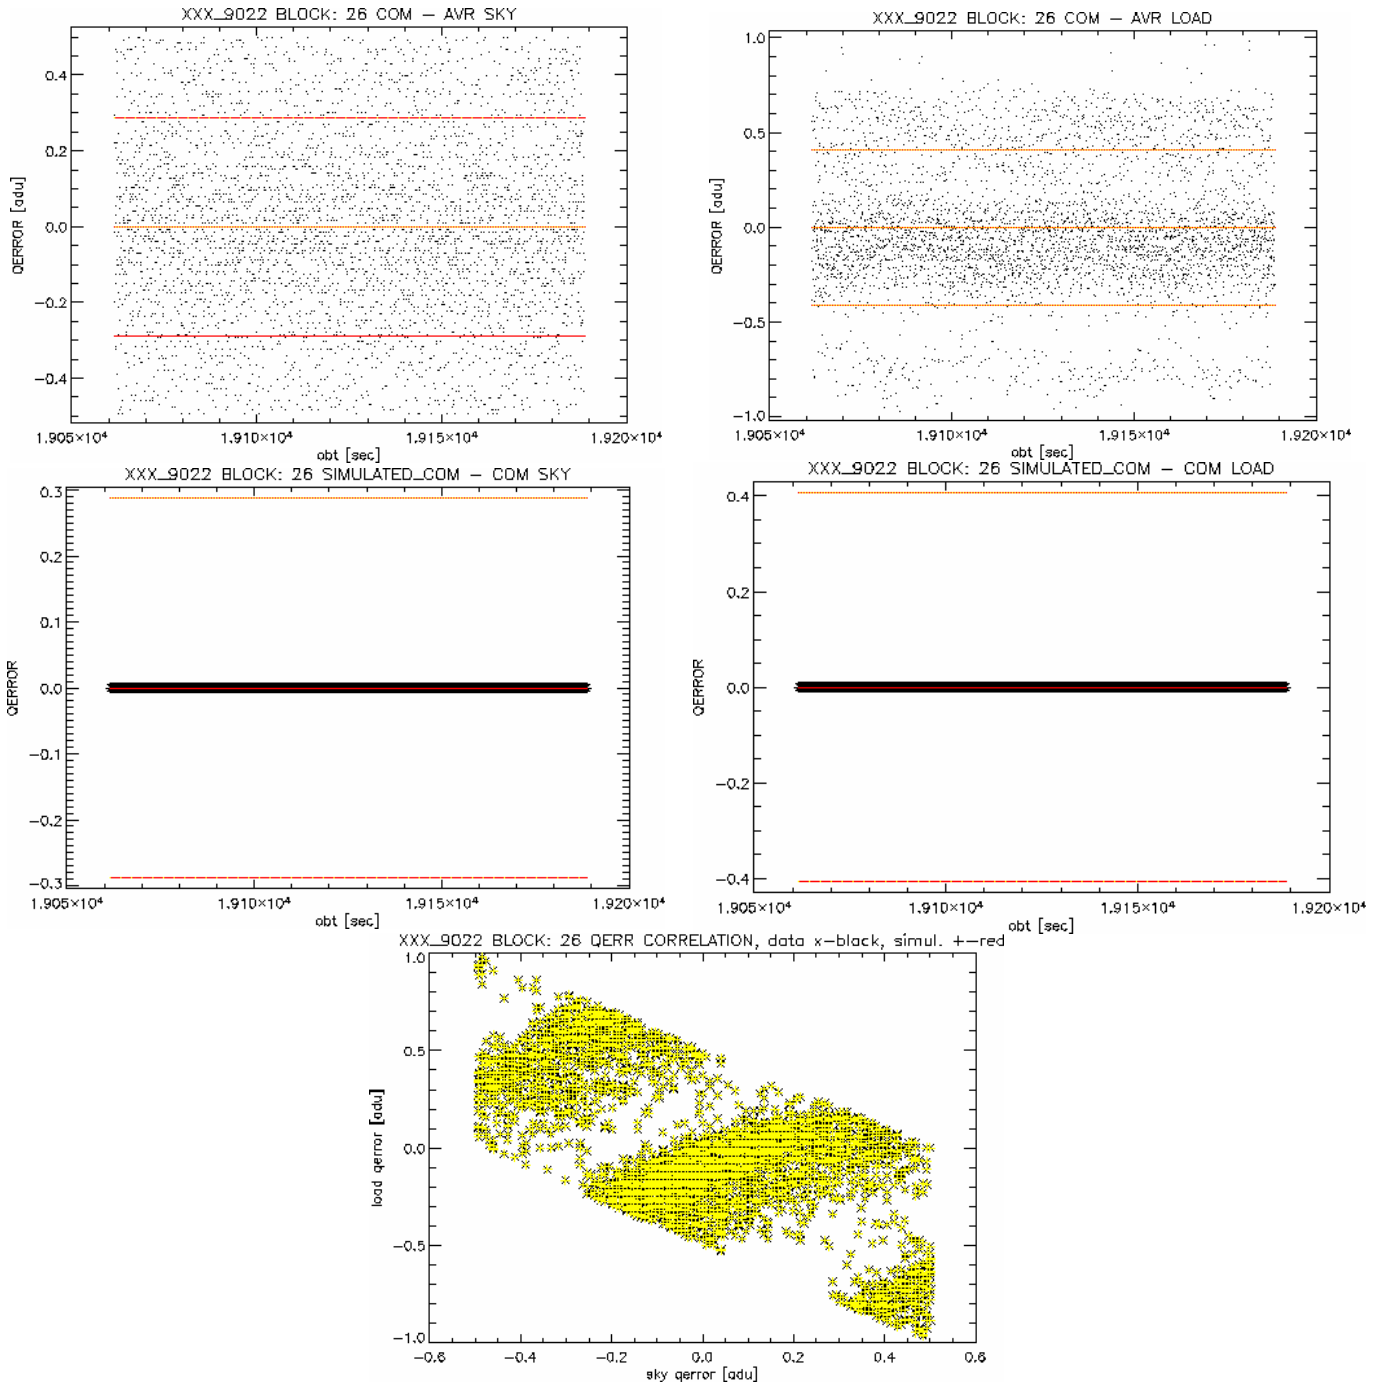 XXX_9022 BLOCK: 26 COM – AVR SKY
0.4
0.2
0.0
−0.2
−0.4
QERROR [adu]
1.905×10⁴ 1.910×10⁴ 1.915×10⁴ 1.920×10⁴
obt [sec]
XXX_9022 BLOCK: 26 COM – AVR LOAD
1.0
0.5
0.0
−0.5
−1.0
QERROR [adu]
1.905×10⁴ 1.910×10⁴ 1.915×10⁴ 1.920×10⁴
obt [sec]
XXX_9022 BLOCK: 26 SIMULATED_COM – COM SKY
0.3
0.2
0.1
0.0
−0.1
−0.2
−0.3
QERROR
1.905×10⁴ 1.910×10⁴ 1.915×10⁴ 1.920×10⁴
obt [sec]
XXX_9022 BLOCK: 26 SIMULATED_COM – COM LOAD
0.4
0.2
0.0
−0.2
−0.4
QERROR
1.905×10⁴ 1.910×10⁴ 1.915×10⁴ 1.920×10⁴
obt [sec]
XXX_9022 BLOCK: 26 QERR CORRELATION, data x–black, simul. +–red
1.0
0.5
0.0
−0.5
−1.0
load qerror [adu]
−0.6 −0.4 −0.2 0.0 0.2 0.4 0.6
sky qerror [adu]